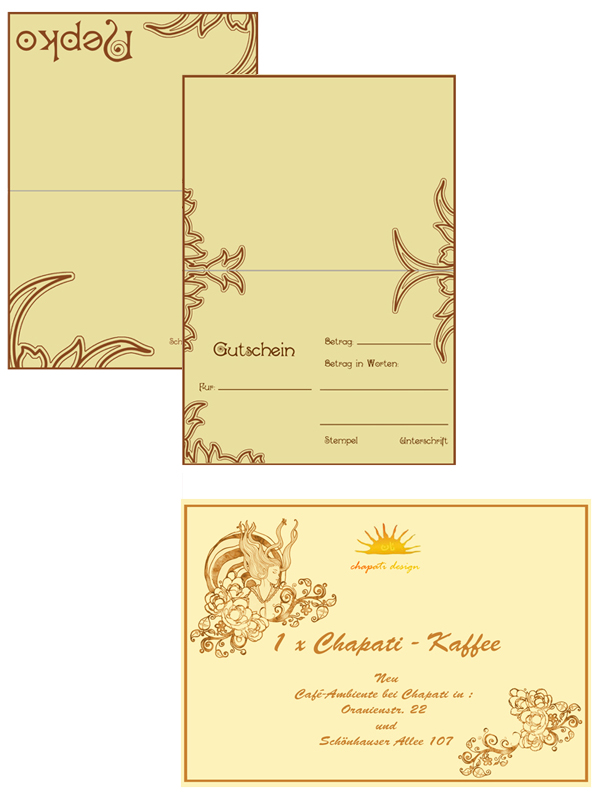 Nepko
Gutschein
Betrag:
Betrag in Worten:
Für:
Stempel Unterschrift
chapati design
1 x Chapati - Kaffee
Neu
Café-Ambiente bei Chapati in :
Oranienstr. 22
und
Schönhauser Allee 107